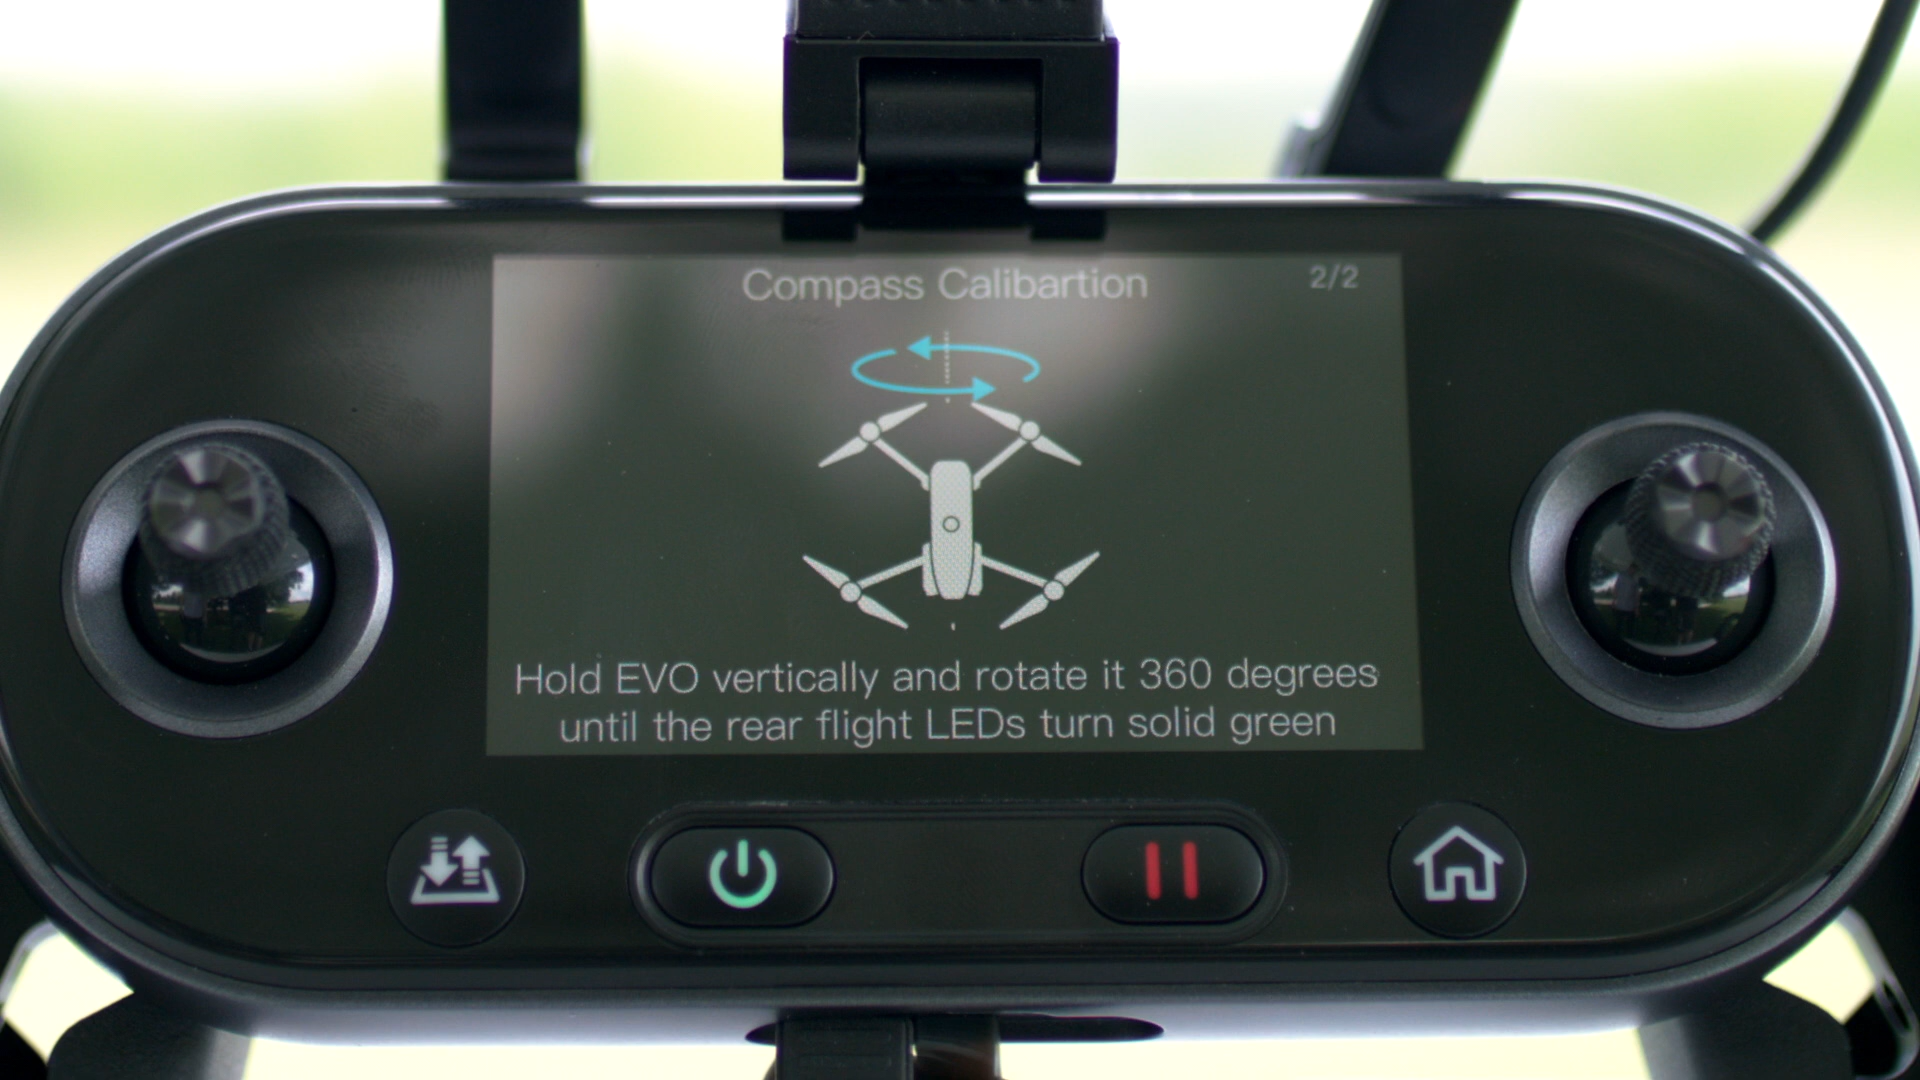 Compass Calibartion
2/2
Hold EVO vertically and rotate it 360 degrees
until the rear flight LEDs turn solid green